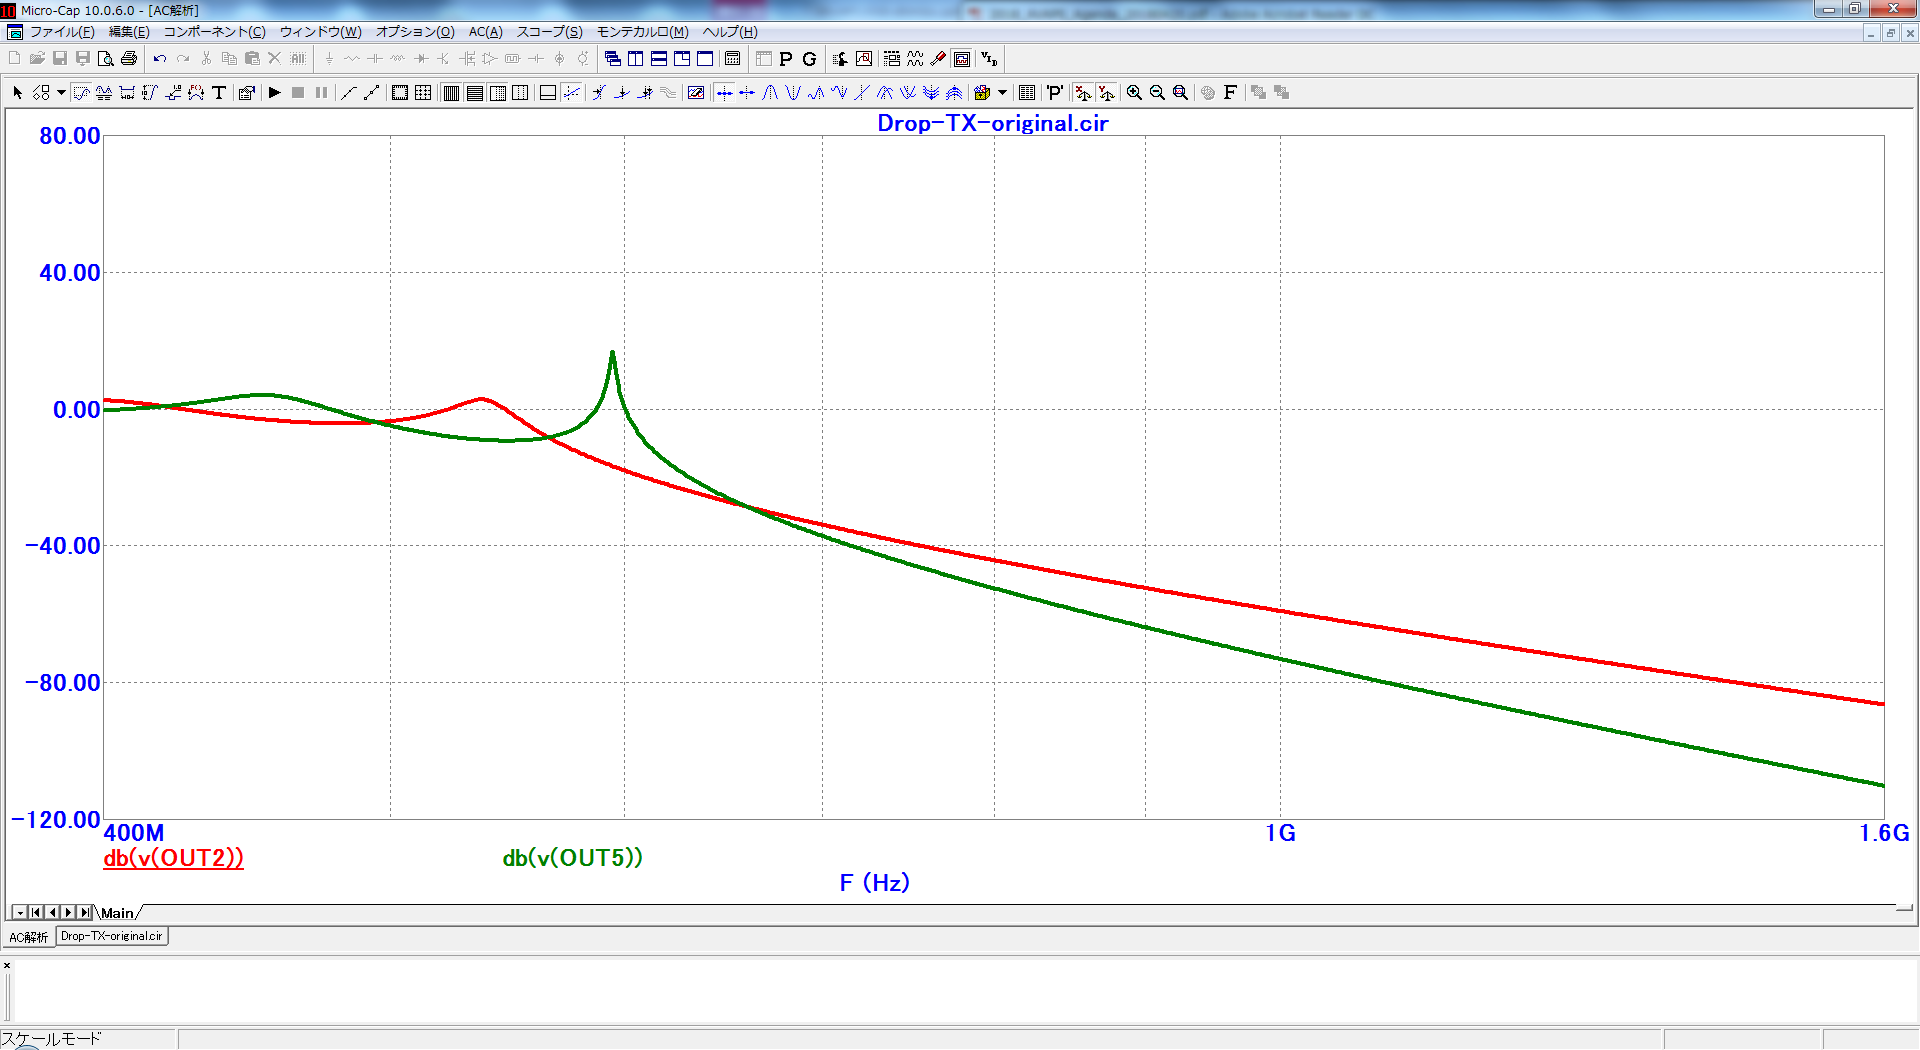 Micro-Cap 10.0.6.0 - [AC解析]
ファイル(F) 編集(E) コンポーネント(C) ウィンドウ(W) オプション(O) AC(A) スコープ(S) モンテカルロ(M) ヘルプ(H)
Drop-TX-original.cir
80.00
40.00
0.00
-40.00
-80.00
-120.00
400M 1G 1.6G
db(v(OUT2)) db(v(OUT5))
F (Hz)
Main
AC解析 Drop-TX-original.cir
スケールモード